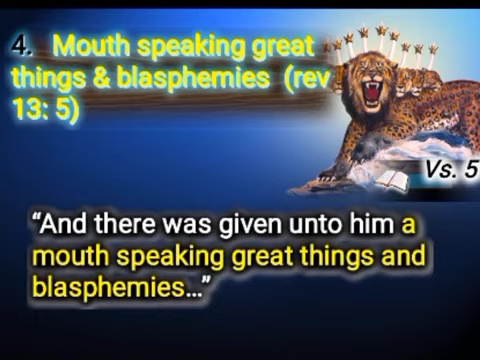 4. Mouth speaking great
things & blasphemies (rev
13: 5)
Vs. 5
“And there was given unto him a
mouth speaking great things and
blasphemies...”